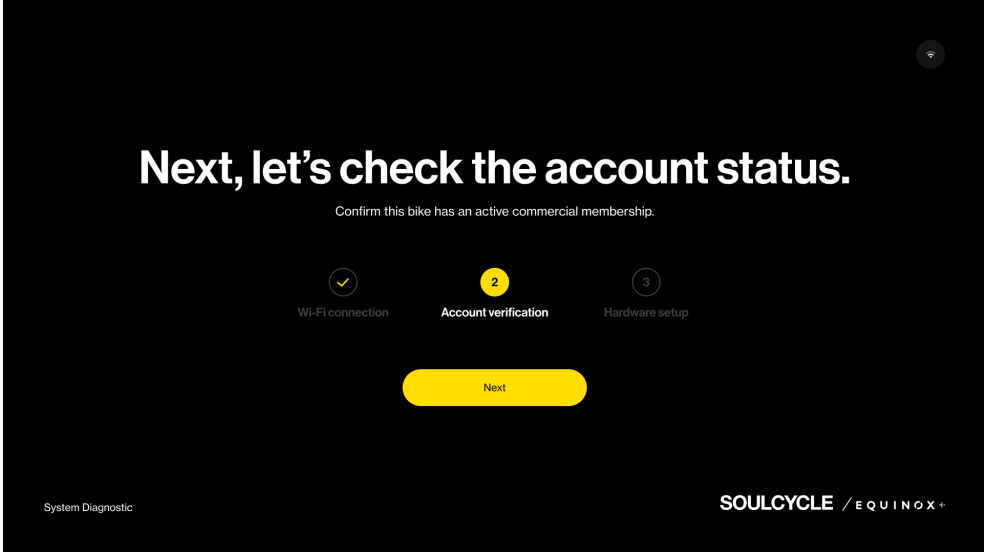 Next, let’s check the account status.
Confirm this bike has an active commercial membership.
2
3
Wi-Fi connection
Account verification
Hardware setup
Next
System Diagnostic
SOULCYCLE / EQUINOX+